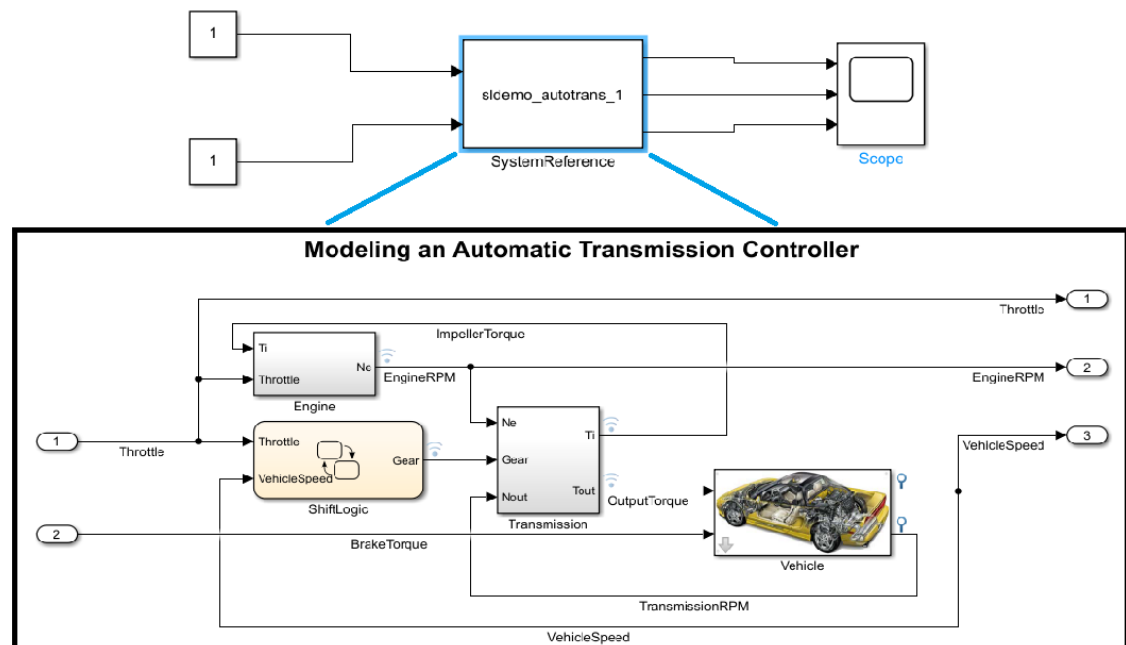 1
sldemo_autotrans_1
1
SystemReference
Scope
Modeling an Automatic Transmission Controller
1
Throttle
ImpellerTorque
Ti
Throttle
Ne
EngineRPM
Engine
2
EngineRPM
1
Throttle
Throttle
VehicleSpeed
Gear
ShiftLogic
Ne
Gear
Nout
Ti
Tout
Transmission
OutputTorque
3
VehicleSpeed
2
BrakeTorque
Vehicle
TransmissionRPM
VehicleSpeed